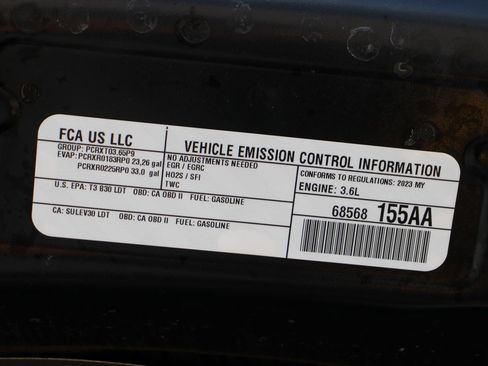 FCA US LLC
GROUP: PCRXT03.65P9
EVAP: PCRXR0183RP0 23,26 gal
PCRXR0225RP0 33.0 gal
U.S. EPA: T3 B30 LDT OBD: CA OBD II FUEL: GASOLINE
CA: SULEV30 LDT OBD: CA OBD II FUEL: GASOLINE
VEHICLE EMISSION CONTROL INFORMATION
NO ADJUSTMENTS NEEDED
EGR / EGRC
HO2S / SFI
TWC
CONFORMS TO REGULATIONS: 2023 MY
ENGINE: 3.6L
68568 155AA